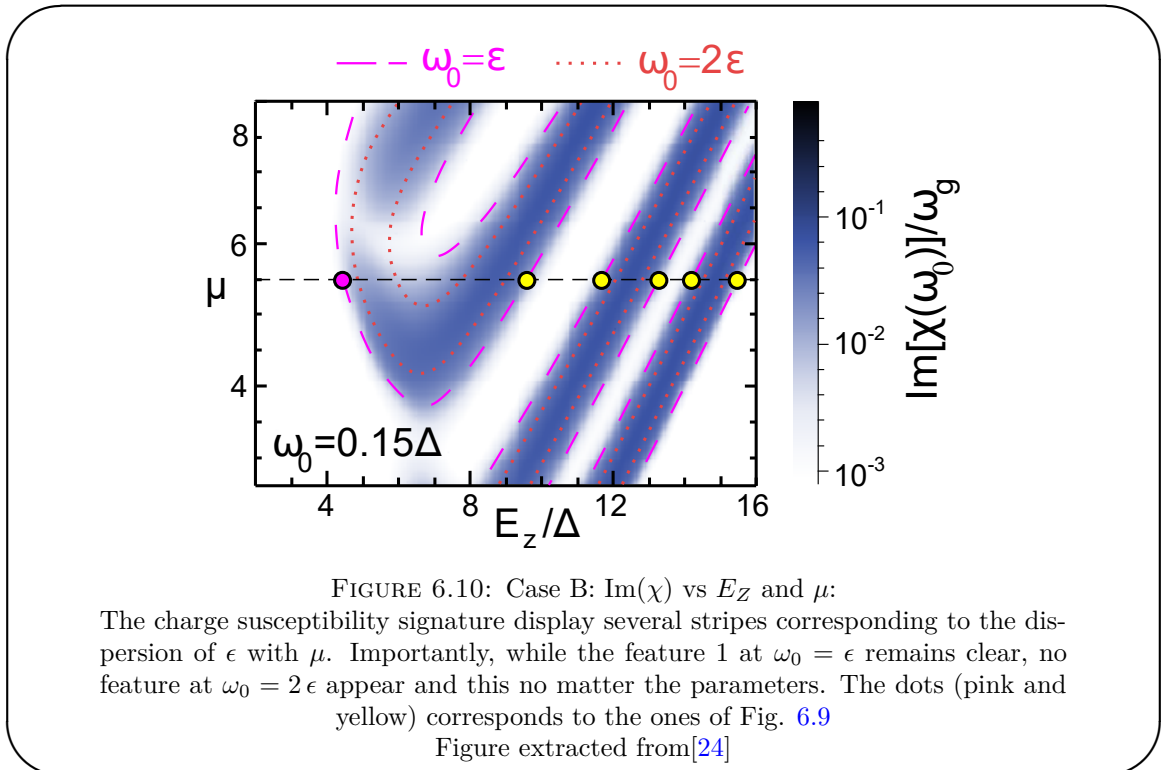 ω₀=ε ω₀=2ε
8
6
μ
4
ω₀=0.15Δ
4 8 12 16
E_z/Δ
10⁻¹
10⁻²
10⁻³
Im[χ(ω₀)]/ω_g
FIGURE 6.10: Case B: Im(χ) vs E_Z and μ:
The charge susceptibility signature display several stripes corresponding to the dis-
persion of ϵ with μ. Importantly, while the feature 1 at ω₀ = ϵ remains clear, no
feature at ω₀ = 2 ϵ appear and this no matter the parameters. The dots (pink and
yellow) corresponds to the ones of Fig. 6.9
Figure extracted from[24]